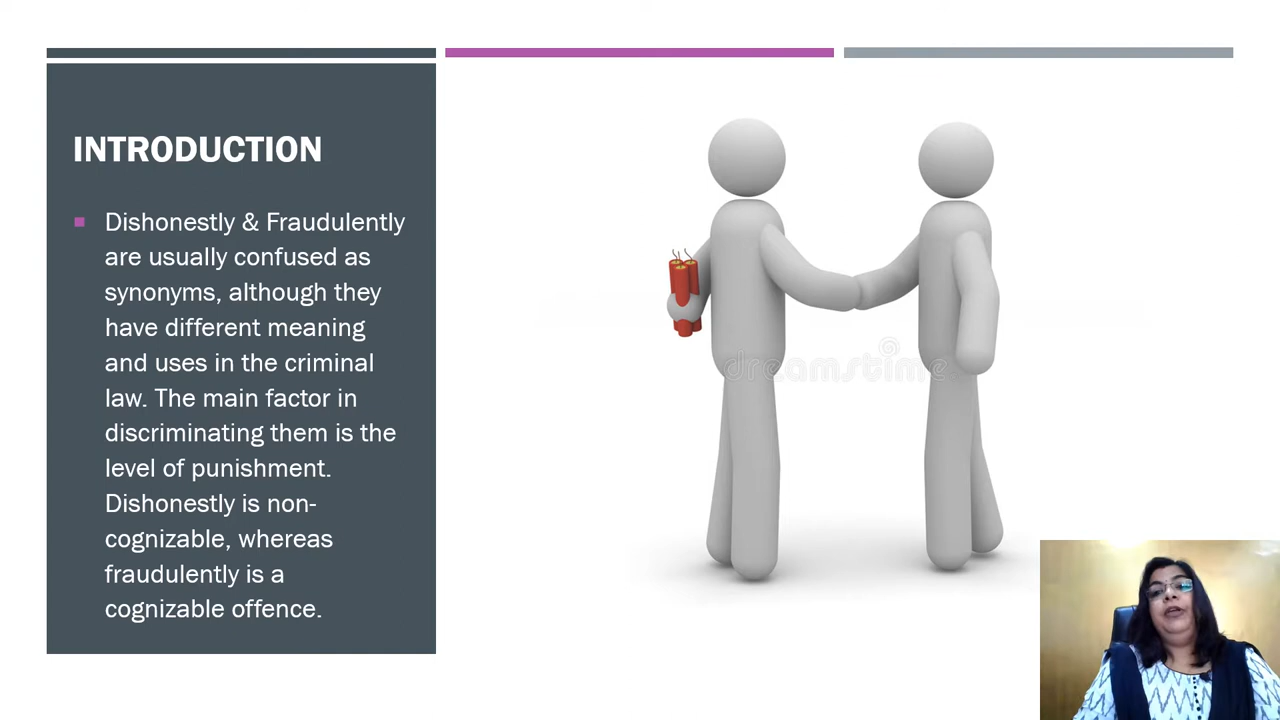 INTRODUCTION
Dishonestly & Fraudulently
are usually confused as
synonyms, although they
have different meaning
and uses in the criminal
law. The main factor in
discriminating them is the
level of punishment.
Dishonestly is non-
cognizable, whereas
fraudulently is a
cognizable offence.
dreamstime